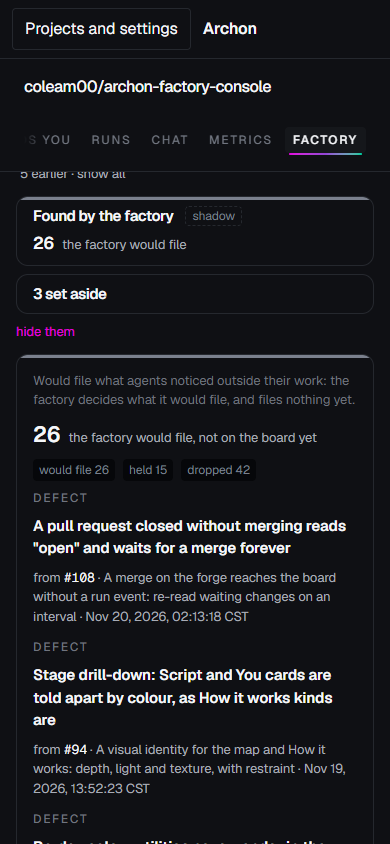 Projects and settings
Archon
coleam00/archon-factory-console
S YOU
RUNS
CHAT
METRICS
FACTORY
5 earlier · show all
Found by the factory
shadow
26 the factory would file
3 set aside
hide them
Would file what agents noticed outside their work: the
factory decides what it would file, and files nothing yet.
26 the factory would file, not on the board yet
would file 26
held 15
dropped 42
DEFECT
A pull request closed without merging reads
"open" and waits for a merge forever
from #108 · A merge on the forge reaches the board
without a run event: re-read waiting changes on an
interval · Nov 20, 2026, 02:13:18 CST
DEFECT
Stage drill-down: Script and You cards are
told apart by colour, as How it works kinds
are
from #94 · A visual identity for the map and How it
works: depth, light and texture, with restraint · Nov 19,
2026, 13:52:23 CST
DEFECT